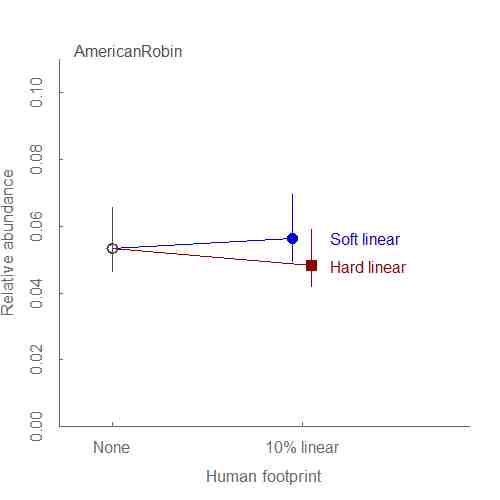 AmericanRobin
0.10
0.08
0.06
0.04
0.02
0.00
Relative abundance
Soft linear
Hard linear
None
10% linear
Human footprint